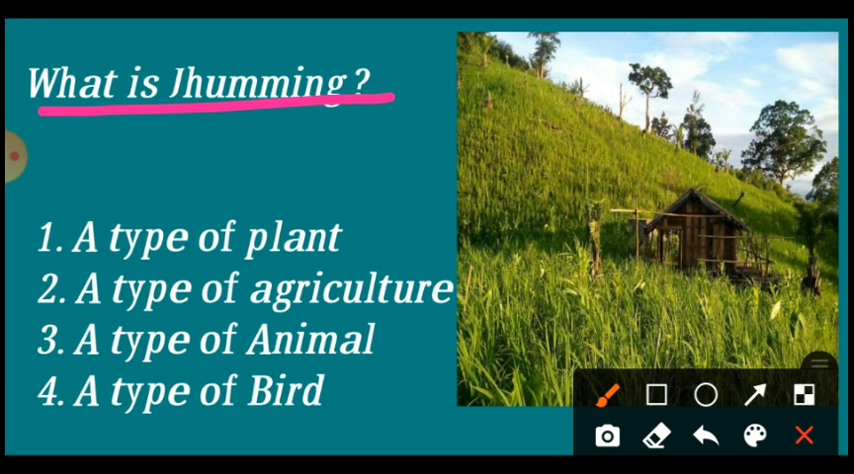 What is Jhumming ?
1. A type of plant
2. A type of agriculture
3. A type of Animal
4. A type of Bird